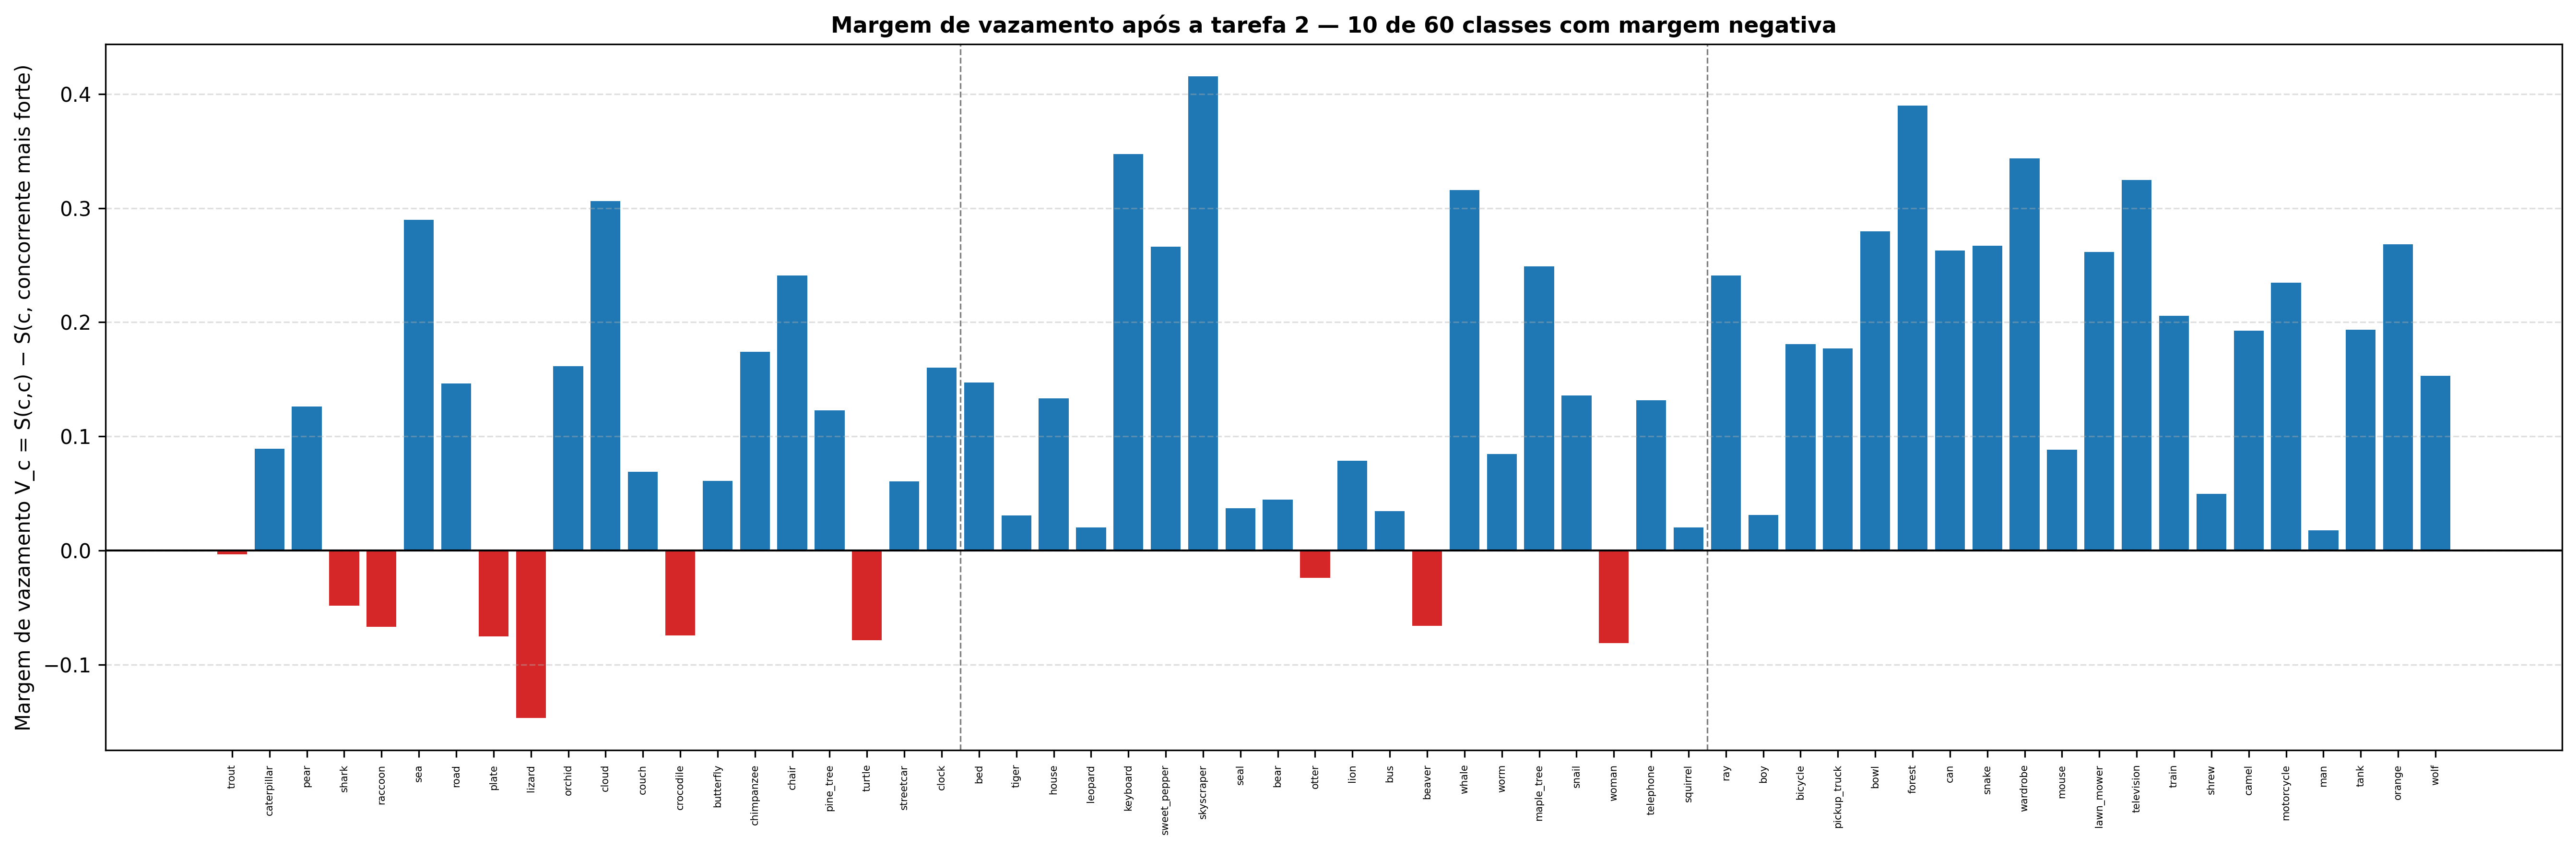 Margem de vazamento após a tarefa 2 — 10 de 60 classes com margem negativa
Margem de vazamento V_c = S(c,c) − S(c, concorrente mais forte)
0.4
0.3
0.2
0.1
0.0
−0.1
trout
caterpillar
pear
shark
raccoon
sea
road
plate
lizard
orchid
cloud
couch
crocodile
butterfly
chimpanzee
chair
pine_tree
turtle
streetcar
clock
bed
tiger
house
leopard
keyboard
sweet_pepper
skyscraper
seal
bear
otter
lion
bus
beaver
whale
worm
maple_tree
snail
woman
telephone
squirrel
ray
boy
bicycle
pickup_truck
bowl
forest
can
snake
wardrobe
mouse
lawn_mower
television
train
shrew
camel
motorcycle
man
tank
orange
wolf